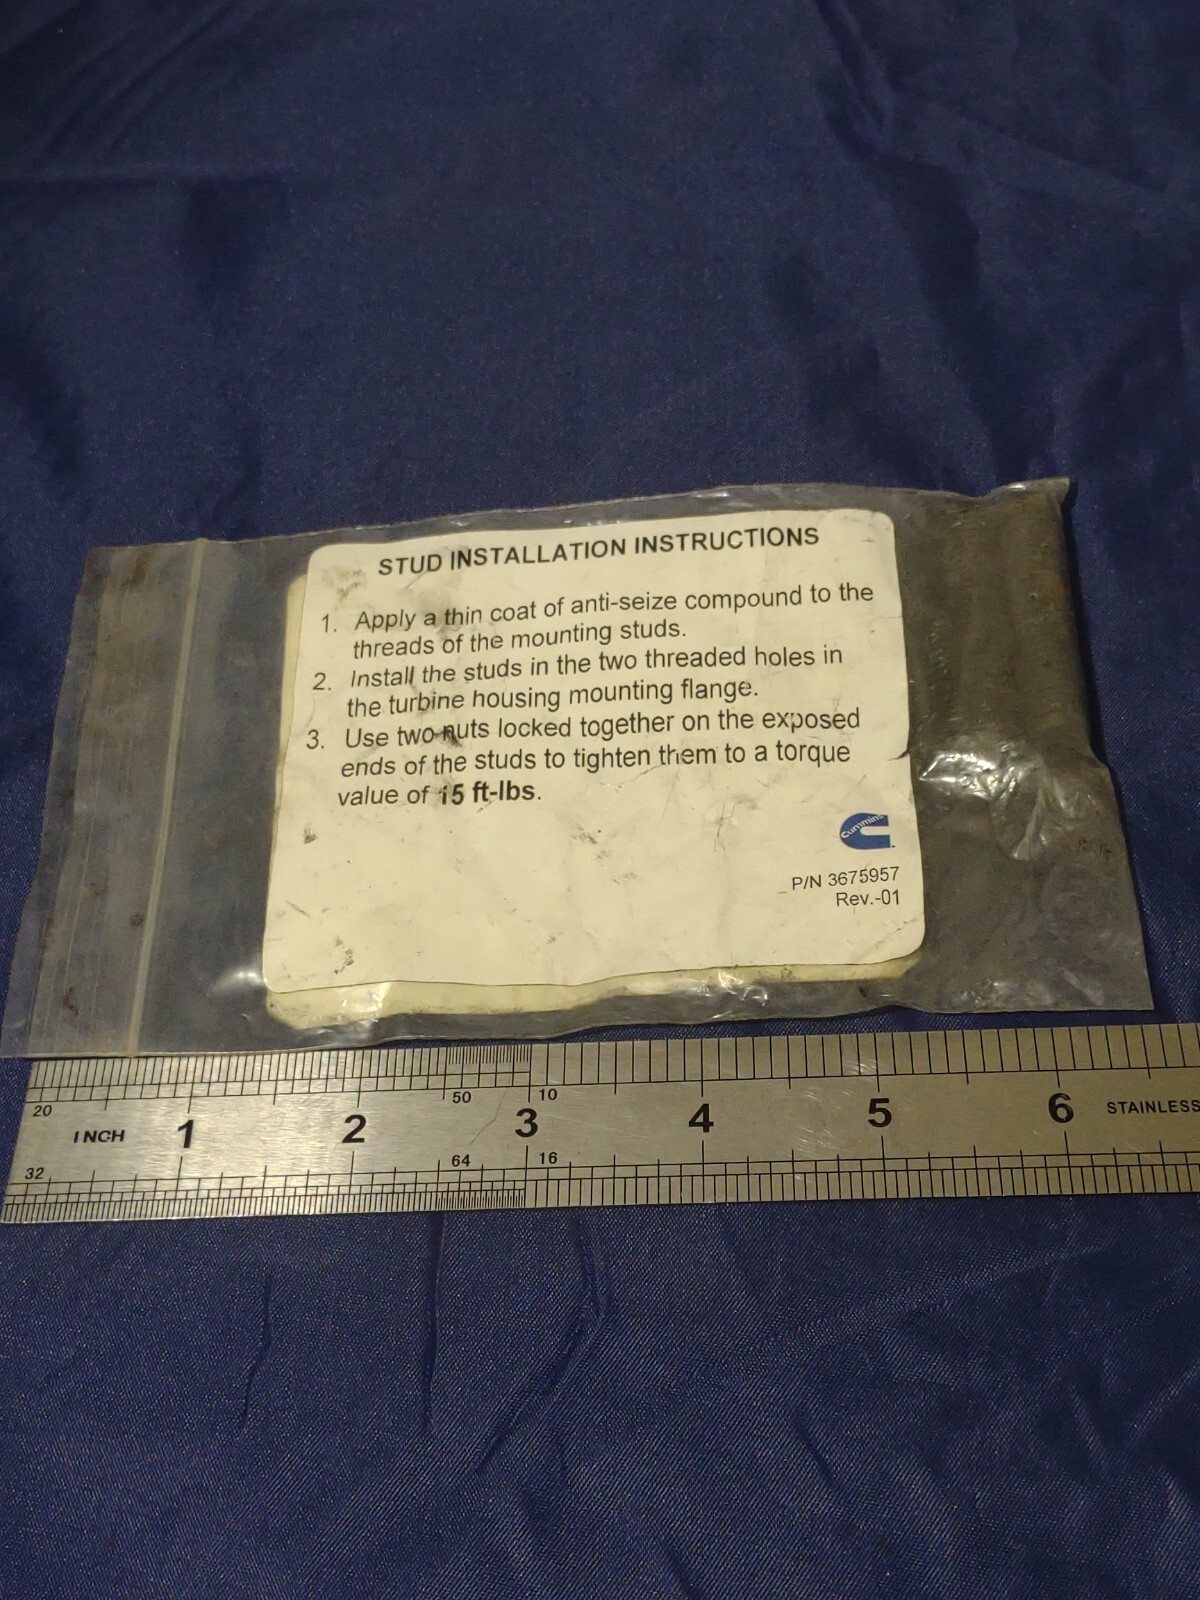 STUD INSTALLATION INSTRUCTIONS
1. Apply a thin coat of anti-seize compound to the
threads of the mounting studs.
2. Install the studs in the two threaded holes in
the turbine housing mounting flange.
3. Use two nuts locked together on the exposed
ends of the studs to tighten them to a torque
value of 15 ft-lbs.
Cummins
P/N 3675957
Rev.-01
20 50 10
INCH 1 2 3 4 5 6 STAINLESS
32 64 16